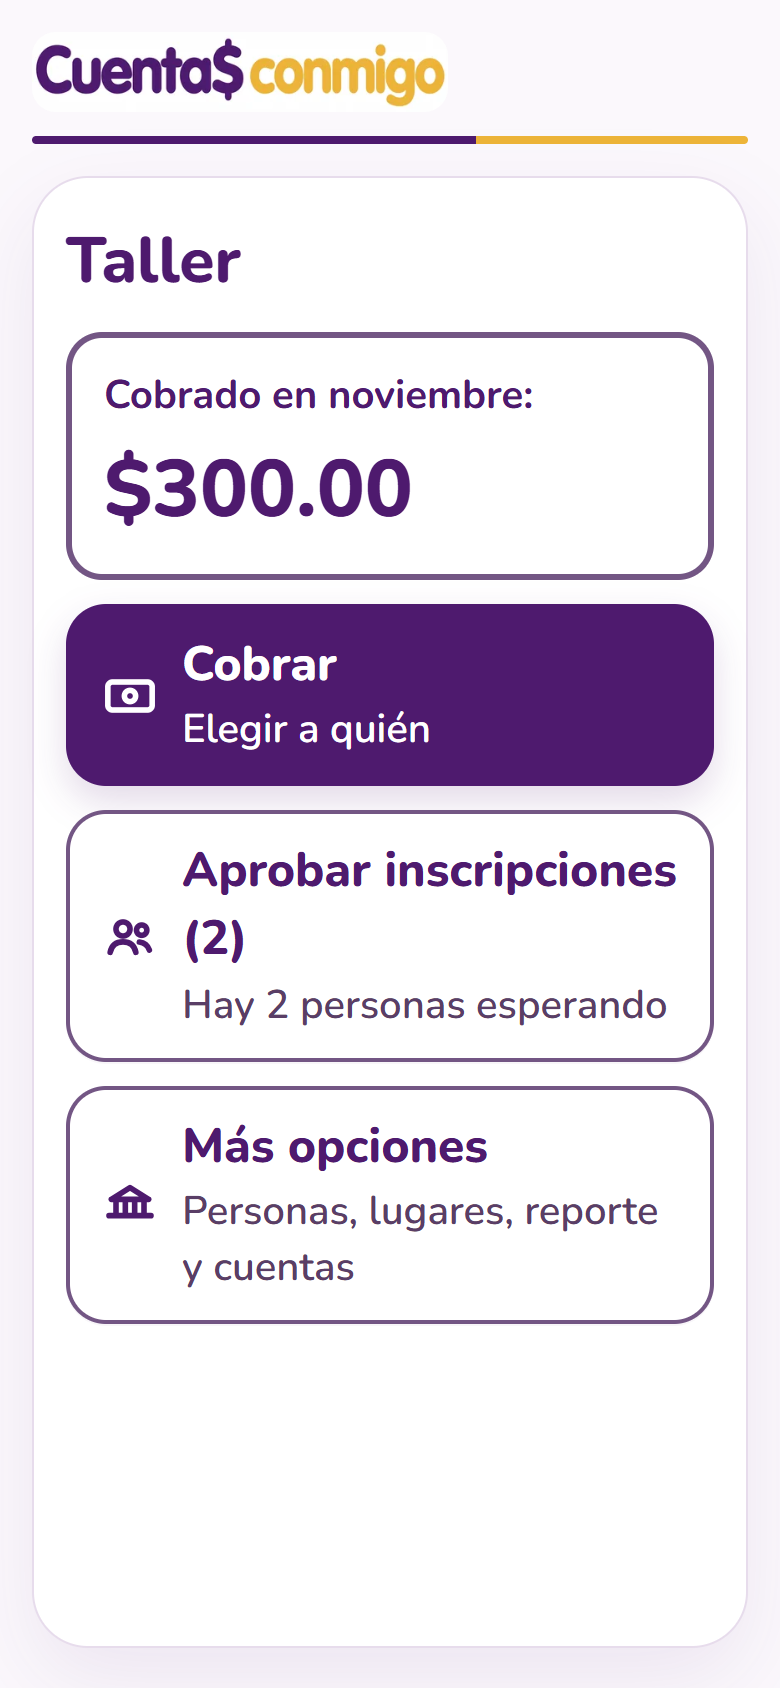 Cuenta$ conmigo
Taller
Cobrado en noviembre:
$300.00
Cobrar
Elegir a quién
Aprobar inscripciones
(2)
Hay 2 personas esperando
Más opciones
Personas, lugares, reporte
y cuentas